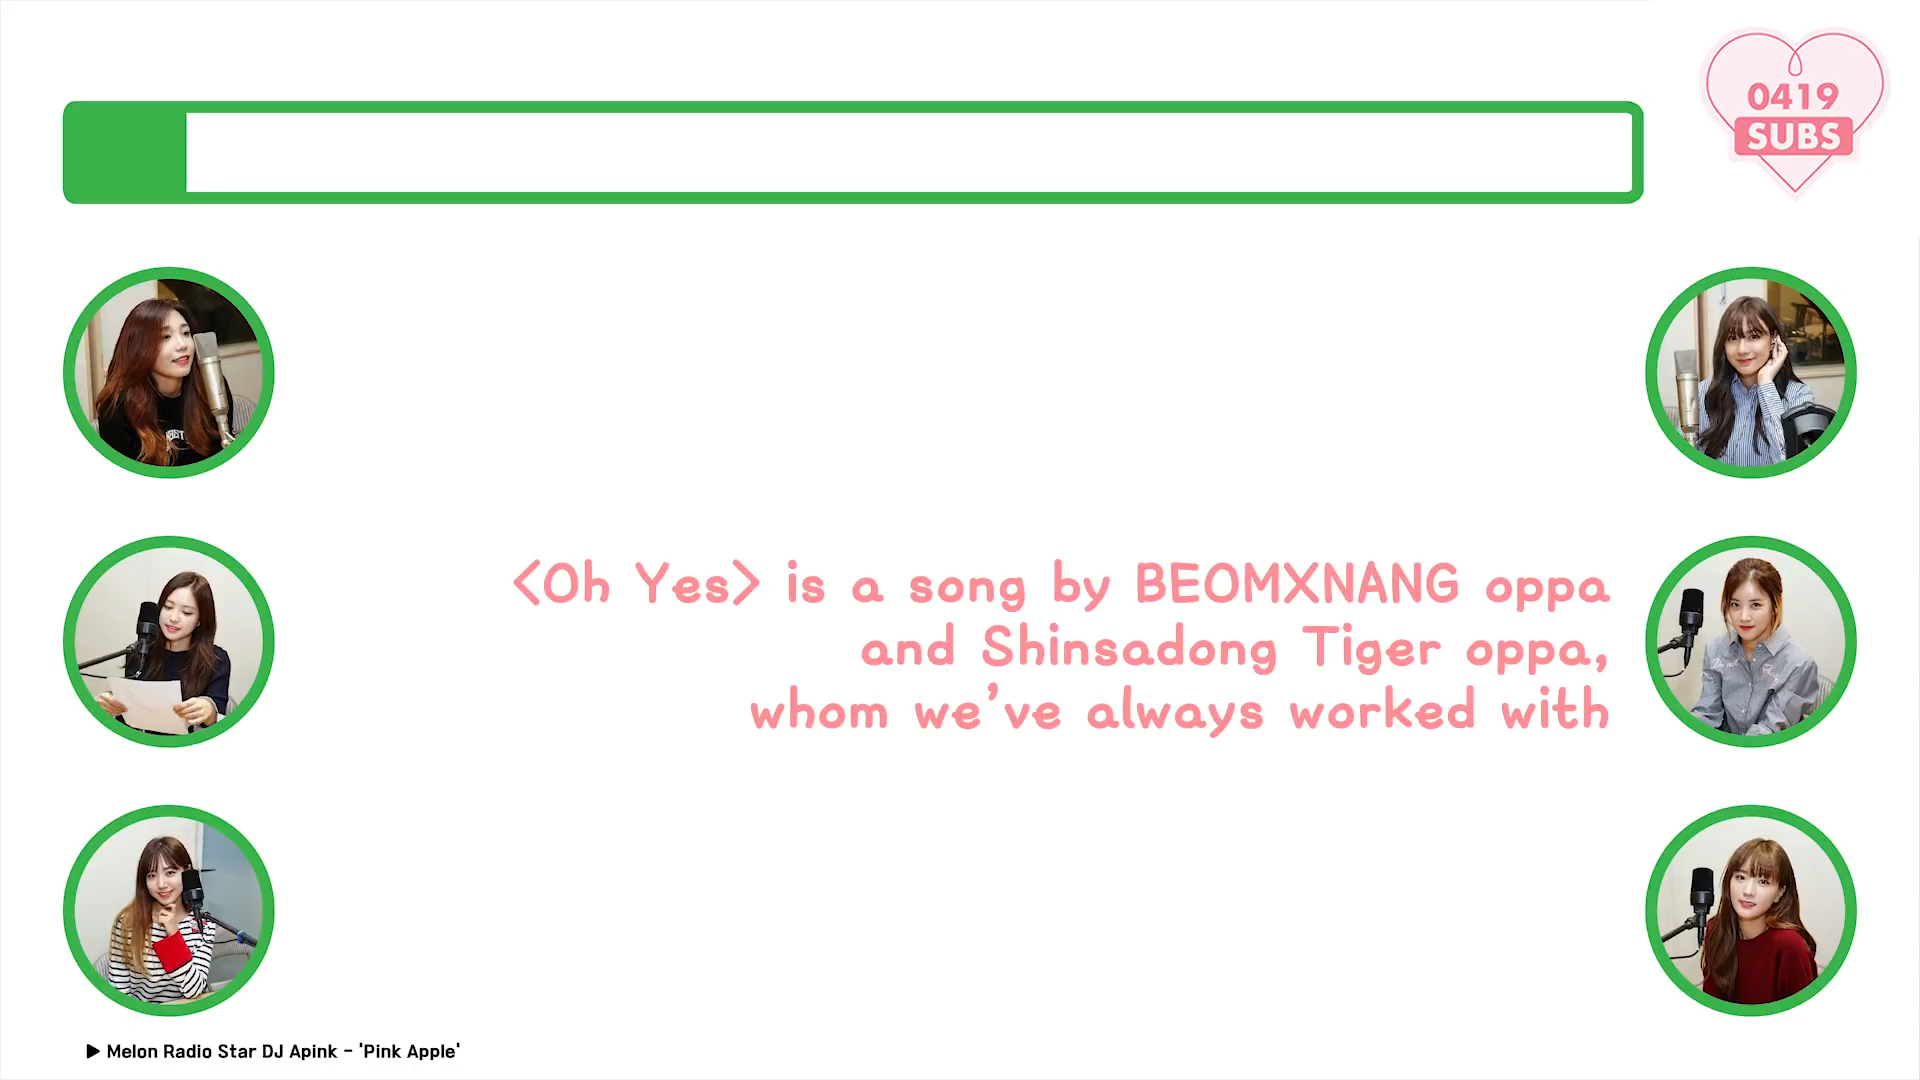 0419
SUBS
<Oh Yes> is a song by BEOMXNANG oppa
and Shinsadong Tiger oppa,
whom we've always worked with
▶ Melon Radio Star DJ Apink - 'Pink Apple'